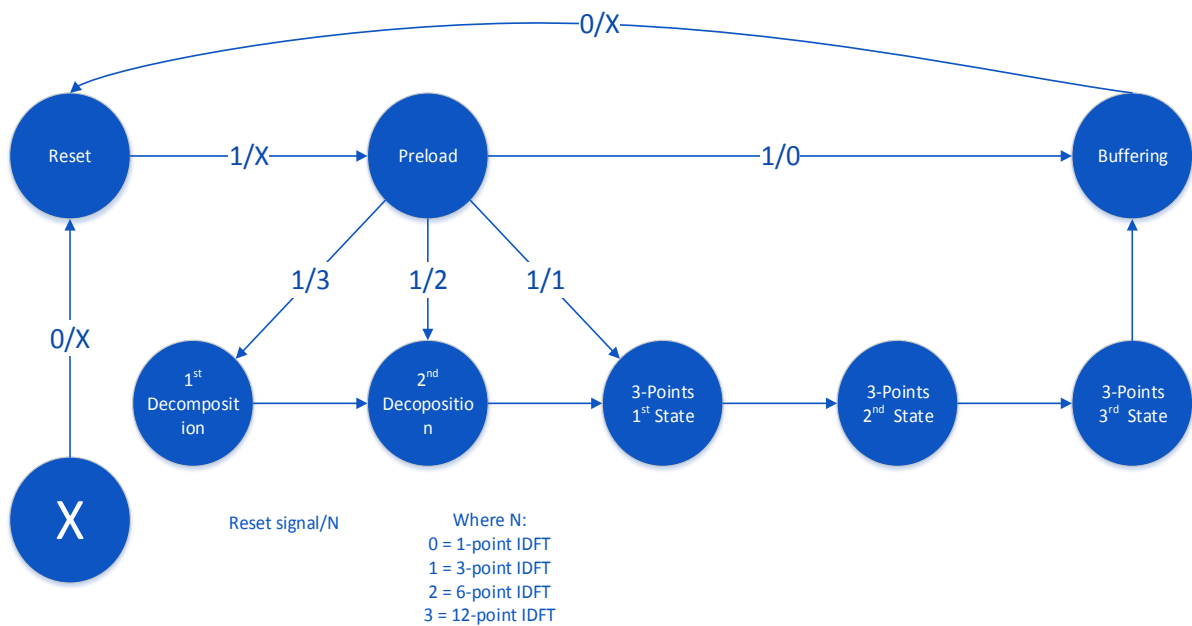 0/X
Reset
1/X
Preload
1/0
Buffering
1/3
1/2
1/1
0/X
1st
Decomposit
ion
2nd
Decopositio
n
3-Points
1st State
3-Points
2nd State
3-Points
3rd State
X
Reset signal/N
Where N:
0 = 1-point IDFT
1 = 3-point IDFT
2 = 6-point IDFT
3 = 12-point IDFT